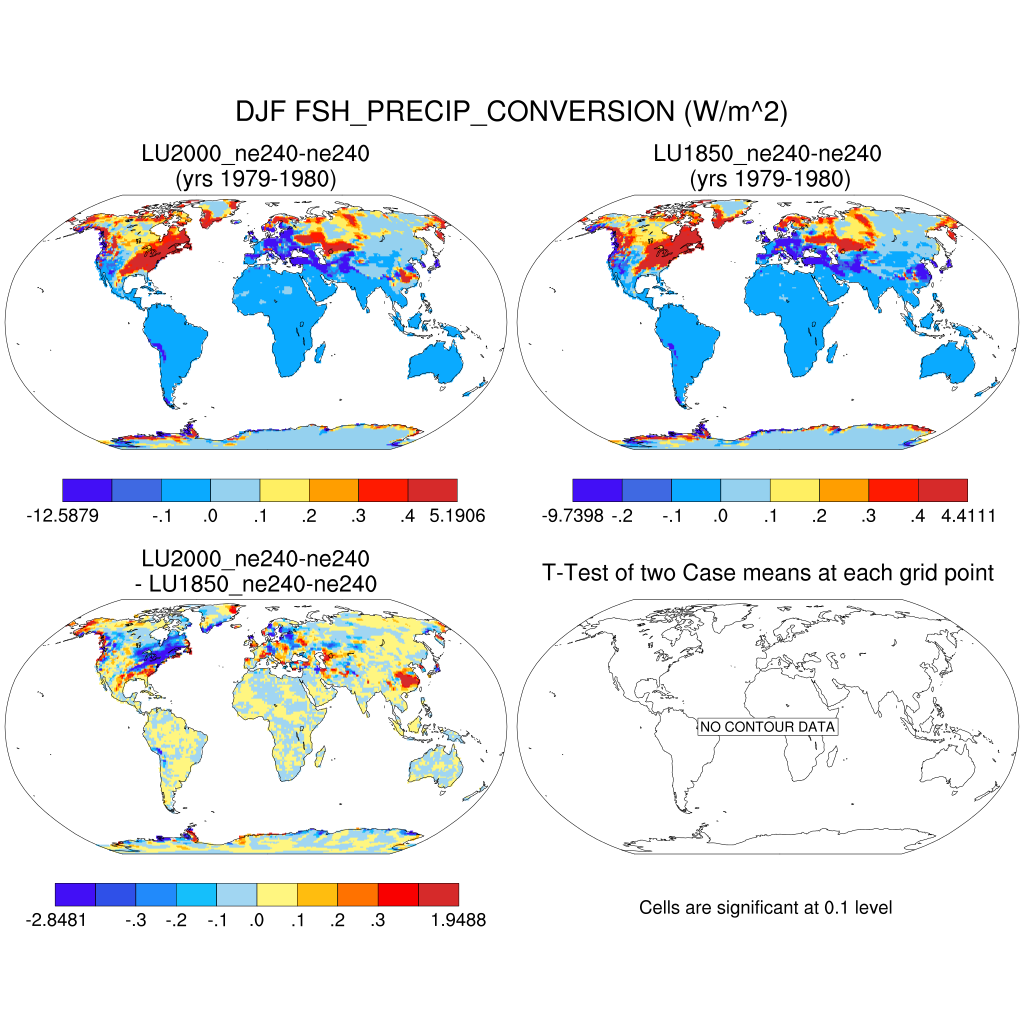 DJF FSH_PRECIP_CONVERSION (W/m^2)
LU2000_ne240-ne240
(yrs 1979-1980)
LU1850_ne240-ne240
(yrs 1979-1980)
-12.5879 -.1 .0 .1 .2 .3 .4 5.1906
-9.7398 -.2 -.1 .0 .1 .2 .3 .4 4.4111
LU2000_ne240-ne240
- LU1850_ne240-ne240
T-Test of two Case means at each grid point
NO CONTOUR DATA
-2.8481 -.3 -.2 -.1 .0 .1 .2 .3 1.9488
Cells are significant at 0.1 level